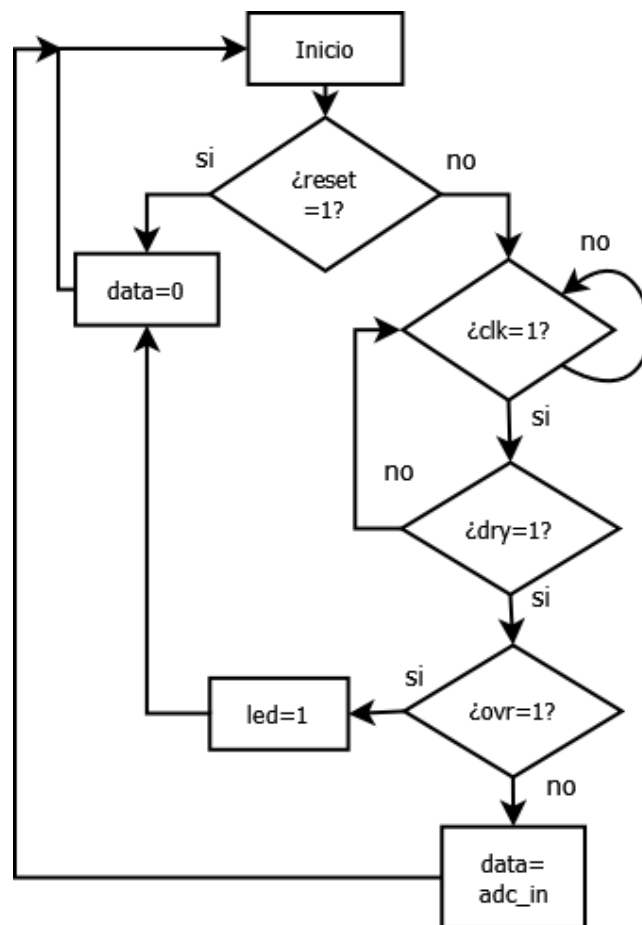 Inicio
si
no
¿reset
=1?
no
data=0
¿clk=1?
si
no
¿dry=1?
si
si
led=1
¿ovr=1?
no
data=
adc_in